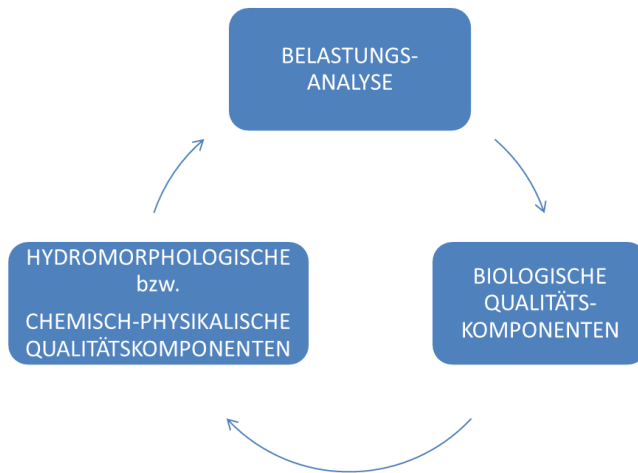 BELASTUNGS-
ANALYSE
HYDROMORPHOLOGISCHE
bzw.
CHEMISCH-PHYSIKALISCHE
QUALITÄTSKOMPONENTEN
BIOLOGISCHE
QUALITÄTS-
KOMPONENTEN